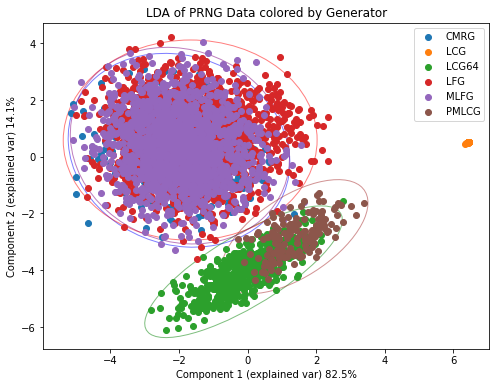 LDA of PRNG Data colored by Generator
CMRG
LCG
LCG64
LFG
MLFG
PMLCG
Component 2 (explained var) 14.1%
4
2
0
−2
−4
−6
−4
−2
0
2
4
6
Component 1 (explained var) 82.5%